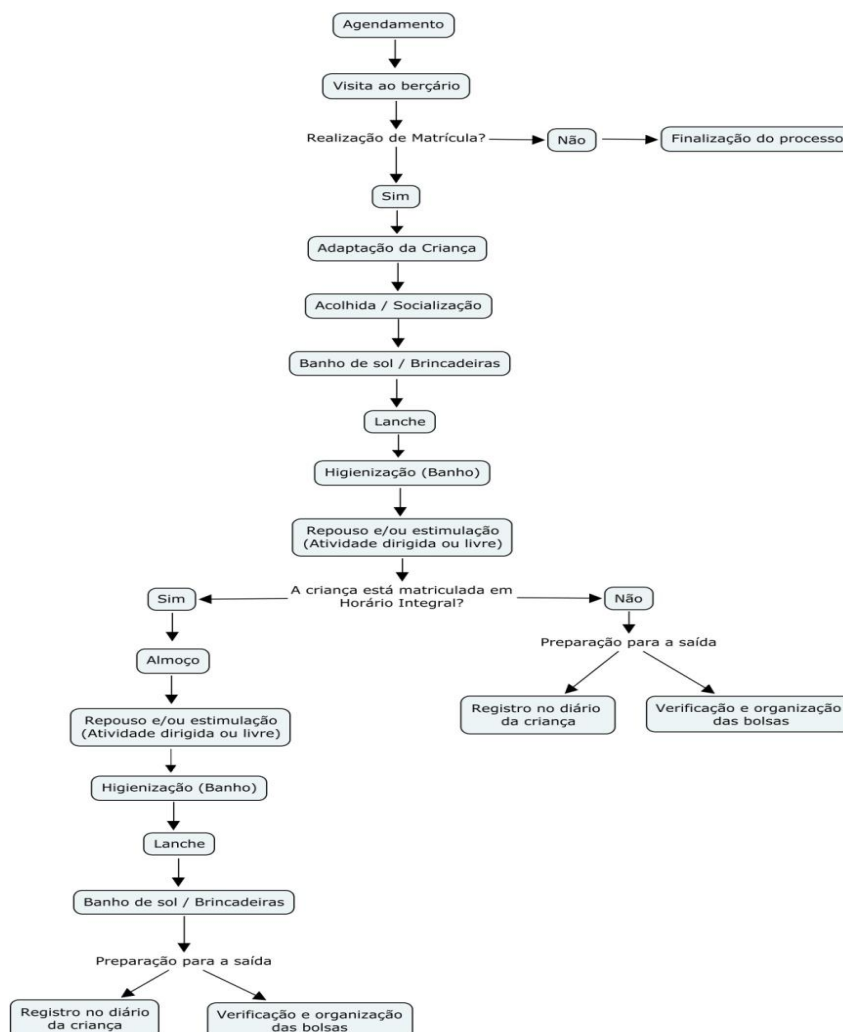 Agendamento
Visita ao berçário
Realização de Matrícula?
Não
Finalização do processo
Sim
Adaptação da Criança
Acolhida / Socialização
Banho de sol / Brincadeiras
Lanche
Higienização (Banho)
Repouso e/ou estimulação
(Atividade dirigida ou livre)
A criança está matriculada em
Horário Integral?
Sim
Não
Almoço
Preparação para a saída
Registro no diário
da criança
Verificação e organização
das bolsas
Repouso e/ou estimulação
(Atividade dirigida ou livre)
Higienização (Banho)
Lanche
Banho de sol / Brincadeiras
Preparação para a saída
Registro no diário
da criança
Verificação e organização
das bolsas